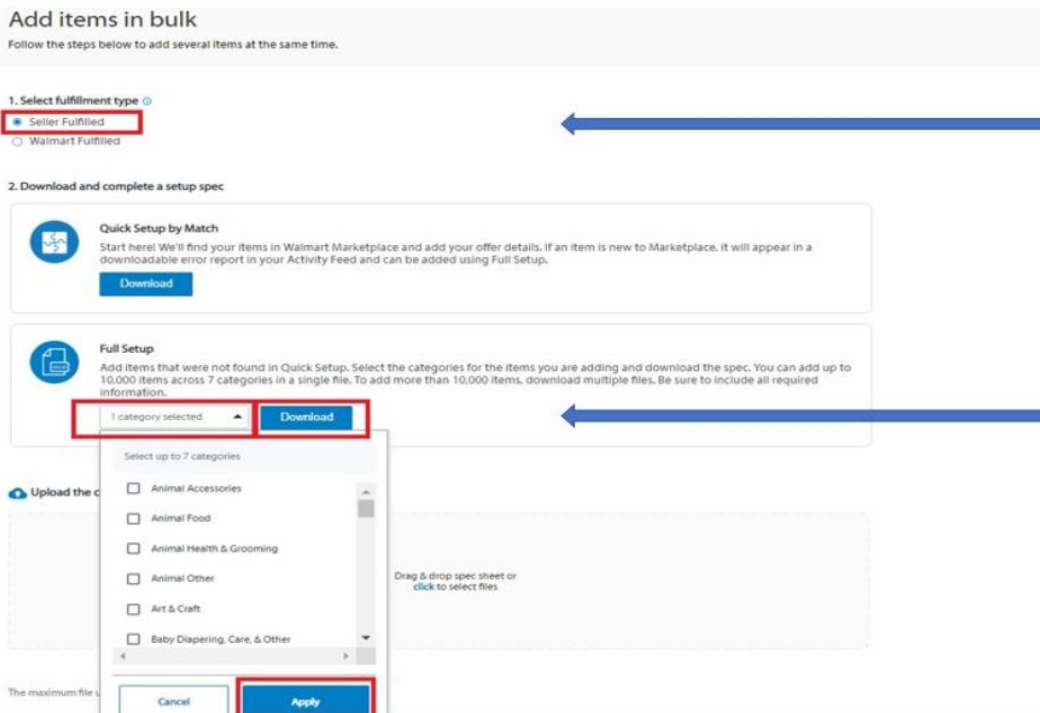 Add items in bulk
Follow the steps below to add several items at the same time.
1. Select fulfillment type
Seller Fulfilled
Walmart Fulfilled
2. Download and complete a setup spec
Quick Setup by Match
Start here! We'll find your items in Walmart Marketplace and add your offer details. If an item is new to Marketplace, it will appear in a
downloadable error report in your Activity Feed and can be added using Full Setup.
Download
Full Setup
Add items that were not found in Quick Setup. Select the categories for the items you are adding and download the spec. You can add up to
10,000 items across 7 categories in a single file. To add more than 10,000 items, download multiple files. Be sure to include all required
information.
1 category selected Download
Select up to 7 categories
Upload the c
Animal Accessories
Animal Food
Animal Health & Grooming
Animal Other
Art & Craft
Baby Diapering, Care, & Other
Drag & drop spec sheet or
click to select files
The maximum file
Cancel Apply